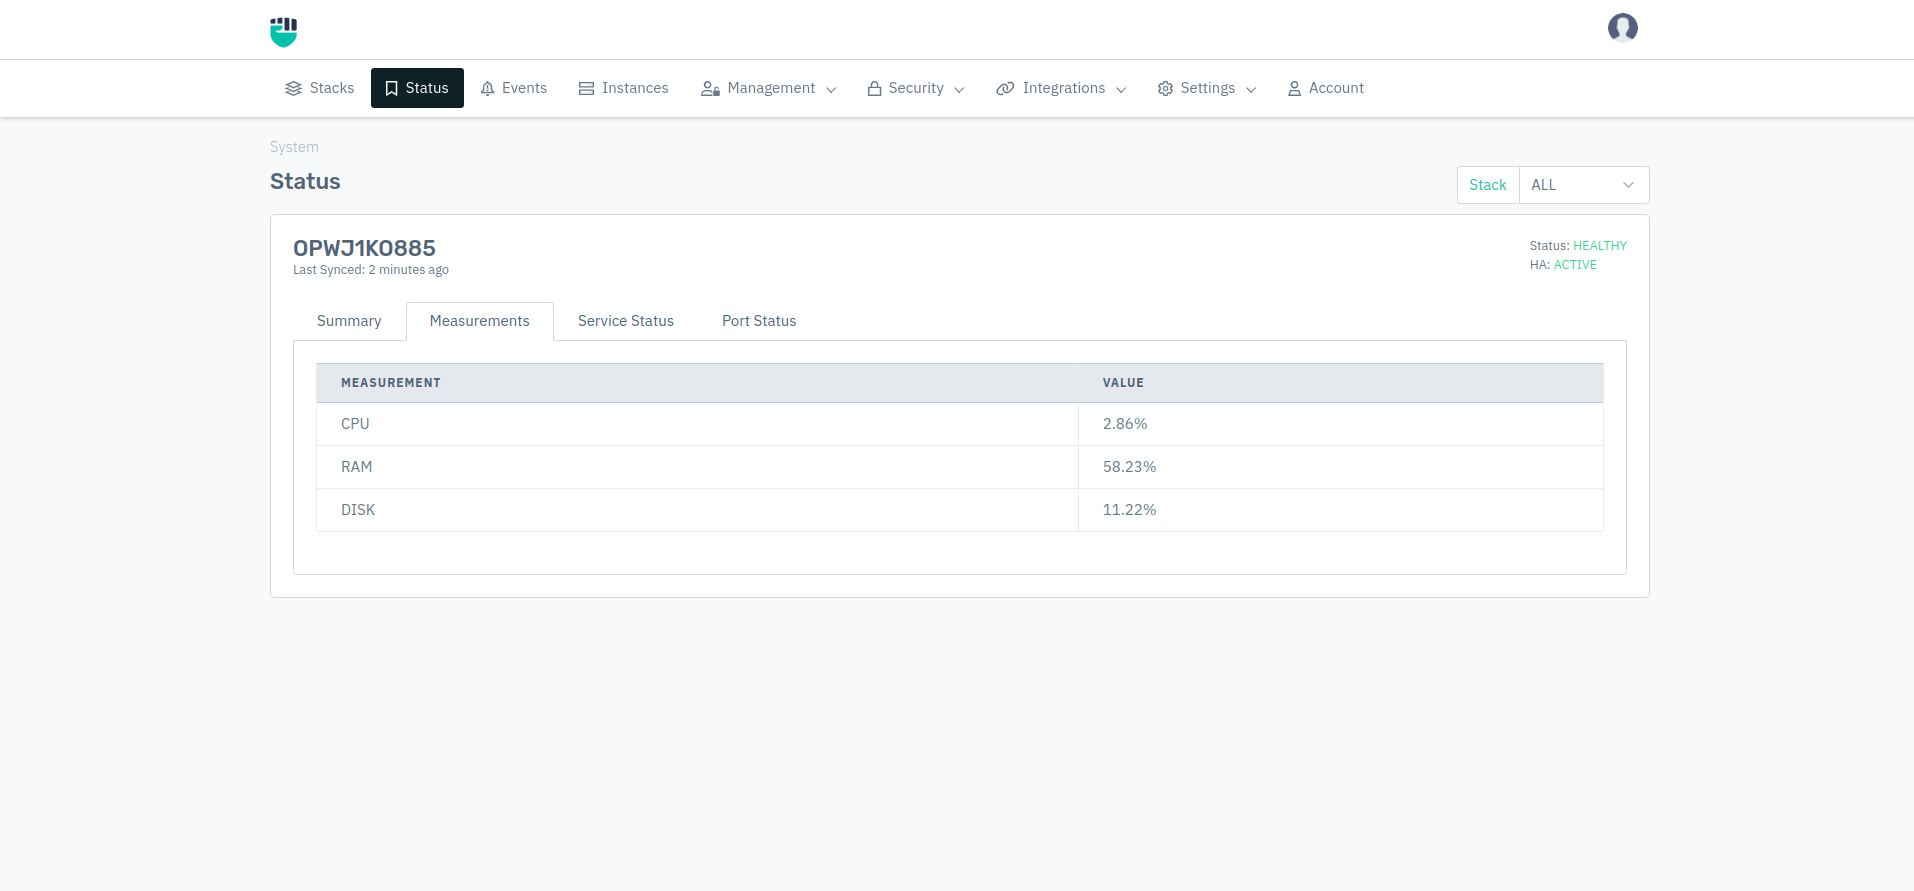 Stacks Status Events Instances Management Security Integrations Settings Account
System
Status
Stack ALL
OPWJ1KO885
Last Synced: 2 minutes ago
Status: HEALTHY
HA: ACTIVE
Summary Measurements Service Status Port Status
MEASUREMENT VALUE
CPU 2.86%
RAM 58.23%
DISK 11.22%